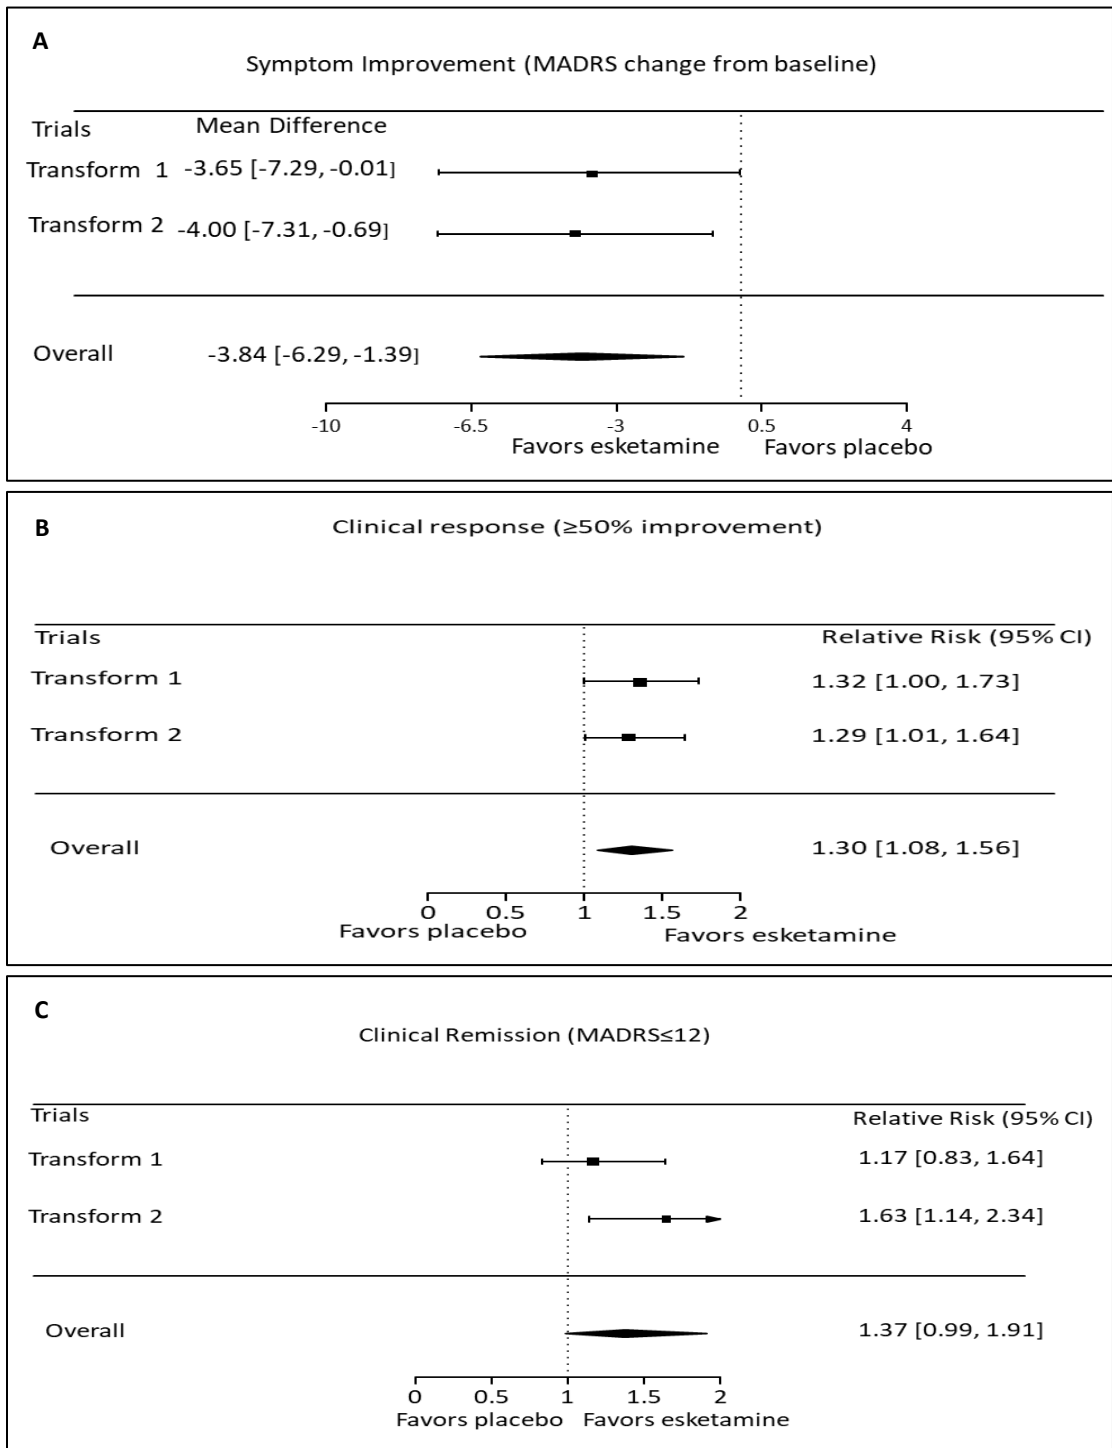 A
Symptom Improvement (MADRS change from baseline)
Trials Mean Difference
Transform 1 -3.65 [-7.29, -0.01]
Transform 2 -4.00 [-7.31, -0.69]
Overall -3.84 [-6.29, -1.39]
-10 -6.5 -3 0.5 4
Favors esketamine Favors placebo
B
Clinical response (≥50% improvement)
Trials Relative Risk (95% CI)
Transform 1 1.32 [1.00, 1.73]
Transform 2 1.29 [1.01, 1.64]
Overall 1.30 [1.08, 1.56]
0 0.5 1 1.5 2
Favors placebo Favors esketamine
C
Clinical Remission (MADRS≤12)
Trials Relative Risk (95% CI)
Transform 1 1.17 [0.83, 1.64]
Transform 2 1.63 [1.14, 2.34]
Overall 1.37 [0.99, 1.91]
0 0.5 1 1.5 2
Favors placebo Favors esketamine